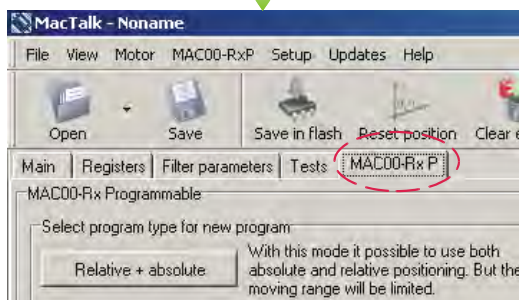 MacTalk - Noname
File View Motor MAC00-RxP Setup Updates Help
Open Save Save in flash Reset position Clear
Main Registers Filter parameters Tests MAC00-Rx P
MAC00-Rx Programmable
Select program type for new program
Relative + absolute
With this mode it possible to use both
absolute and relative positioning. But the
moving range will be limited.